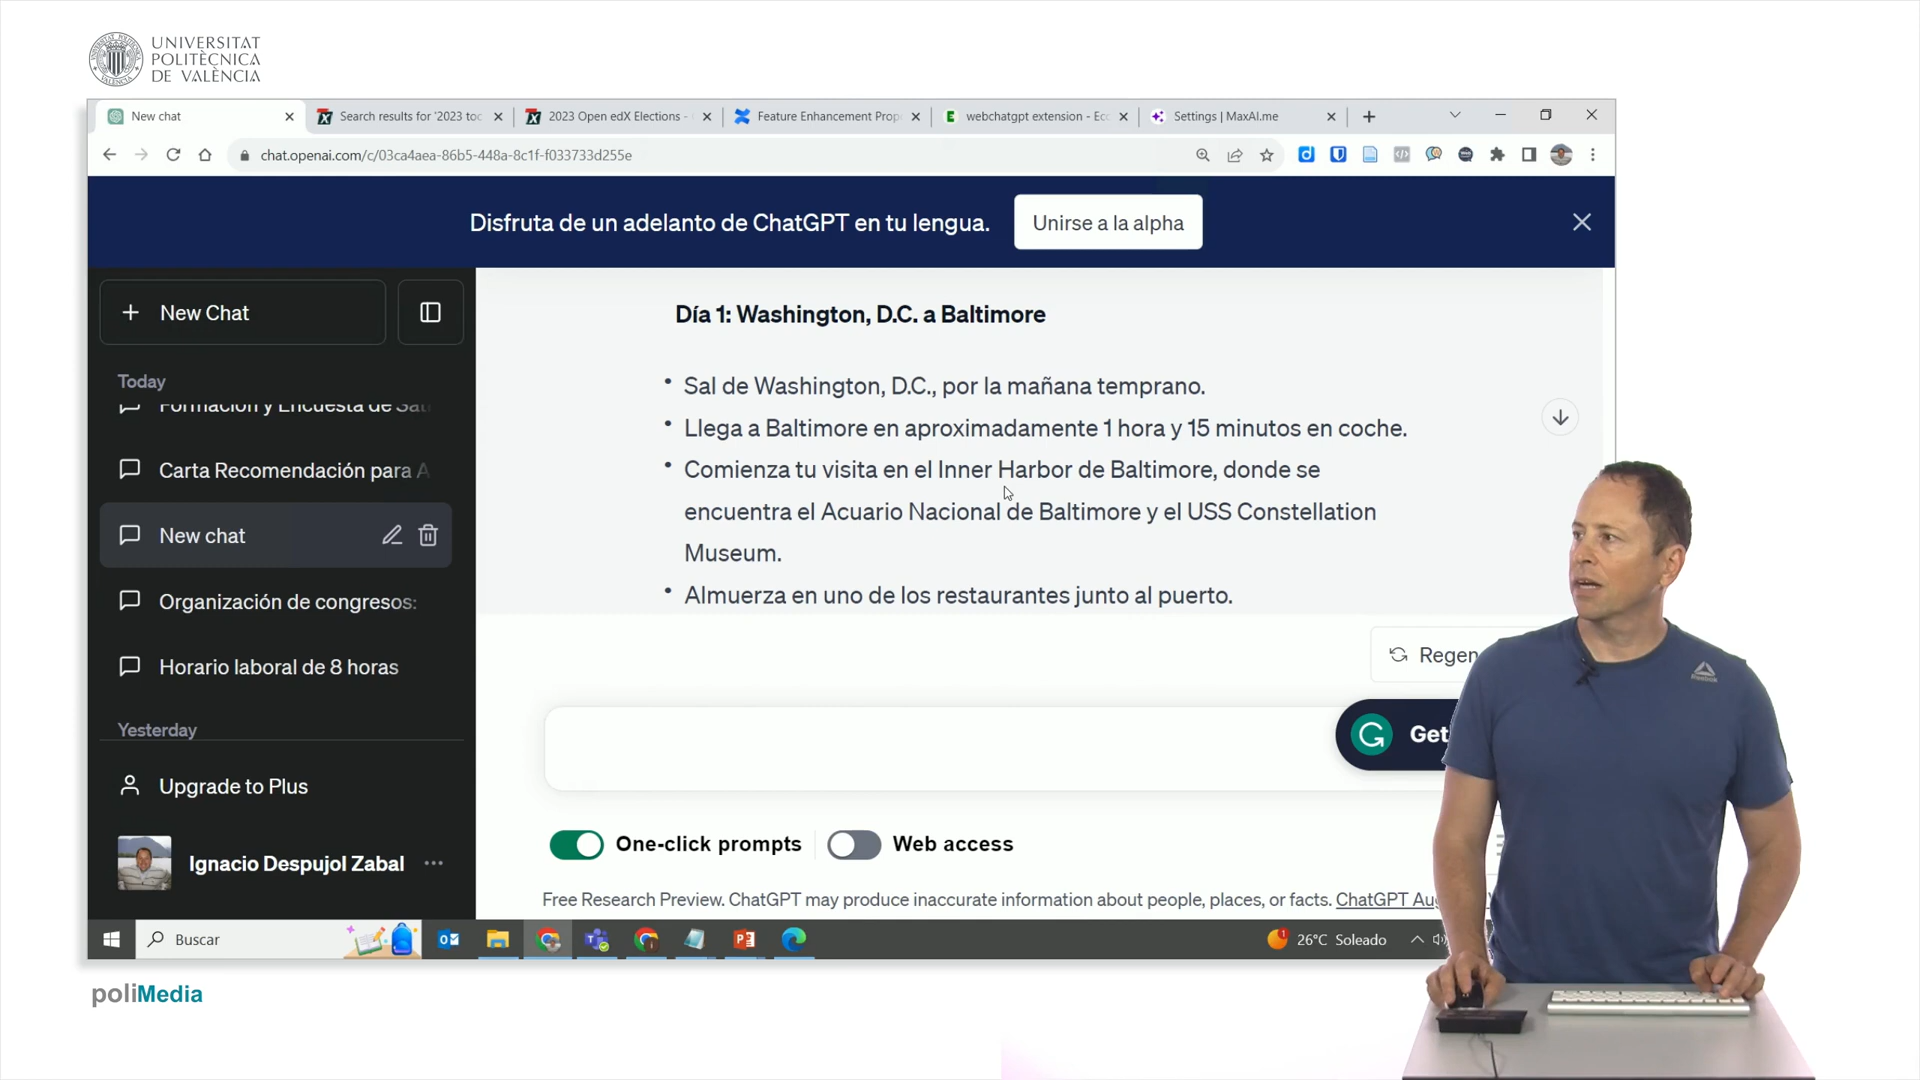 UNIVERSITAT
POLITÈCNICA
DE VALÈNCIA
New chat
Search results for '2023 toc
2023 Open edX Elections -
Feature Enhancement Prop
webchatgpt extension - Ec
Settings | MaxAI.me
chat.openai.com/c/03ca4aea-86b5-448a-8c1f-f033733d255e
Disfruta de un adelanto de ChatGPT en tu lengua.
Unirse a la alpha
New Chat
Today
Formación y Encuesta de Sat
Carta Recomendación para A
New chat
Organización de congresos:
Horario laboral de 8 horas
Yesterday
Upgrade to Plus
Ignacio Despujol Zabal
Día 1: Washington, D.C. a Baltimore
• Sal de Washington, D.C., por la mañana temprano.
• Llega a Baltimore en aproximadamente 1 hora y 15 minutos en coche.
• Comienza tu visita en el Inner Harbor de Baltimore, donde se
encuentra el Acuario Nacional de Baltimore y el USS Constellation
Museum.
• Almuerza en uno de los restaurantes junto al puerto.
Regen
Get
One-click prompts
Web access
Free Research Preview. ChatGPT may produce inaccurate information about people, places, or facts. ChatGPT Au
Buscar
26°C Soleado
Reebok
poliMedia